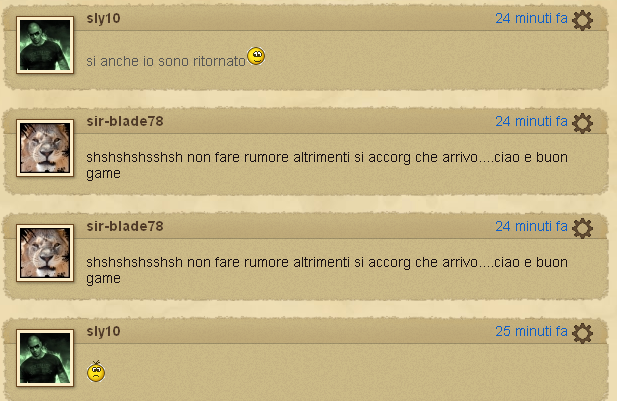 sly10 24 minuti fa
si anche io sono ritornato
sir-blade78 24 minuti fa
shshshshsshsh non fare rumore altrimenti si accorg che arrivo....ciao e buon
game
sir-blade78 24 minuti fa
shshshshsshsh non fare rumore altrimenti si accorg che arrivo....ciao e buon
game
sly10 25 minuti fa